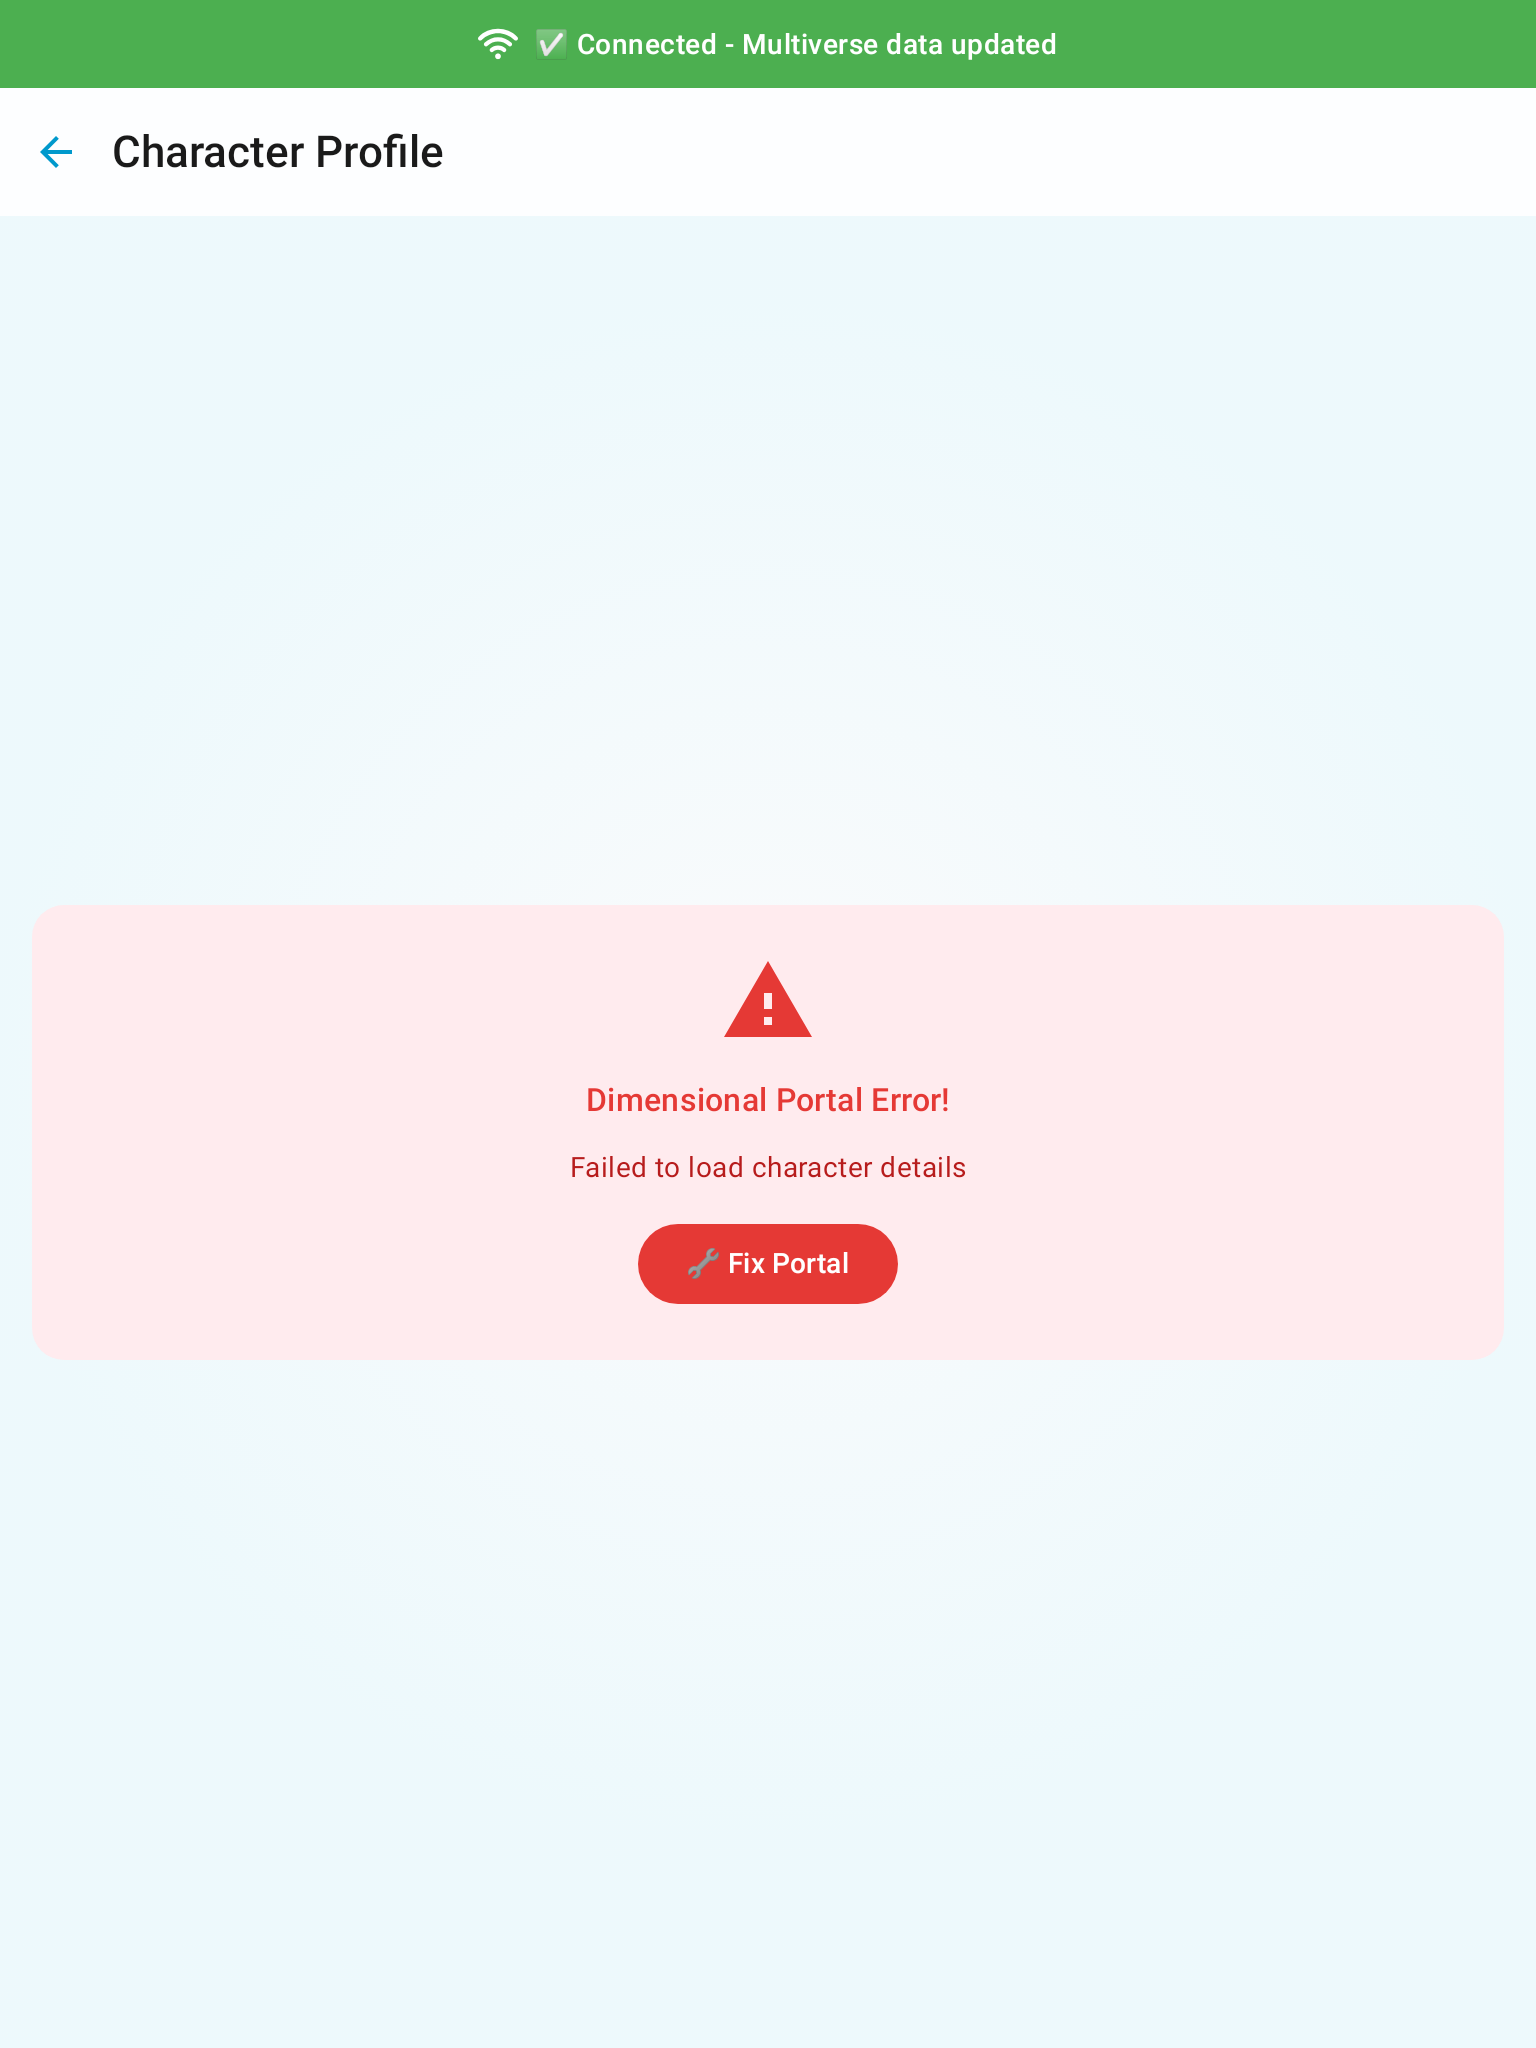 ✅ Connected - Multiverse data updated
Character Profile
Dimensional Portal Error!
Failed to load character details
🔧 Fix Portal